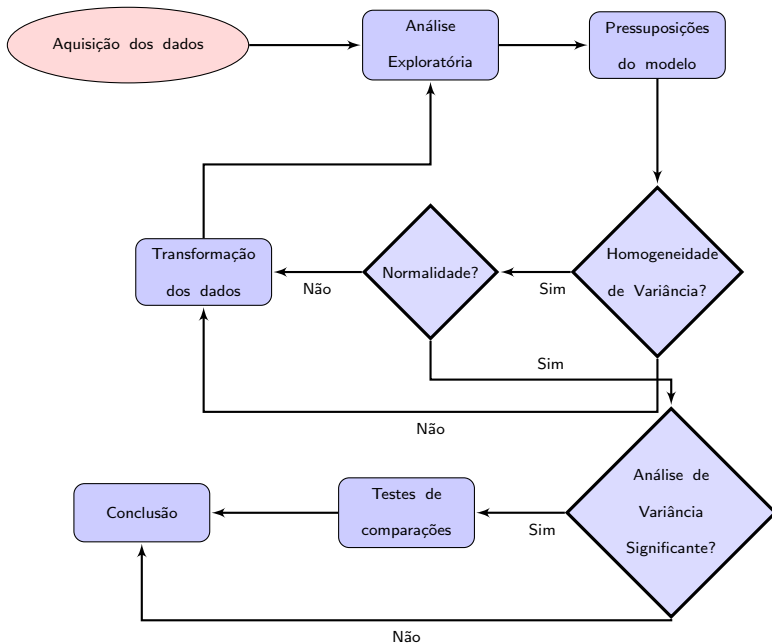 Aquisição dos dados
Análise
Exploratória
Pressuposições
do modelo
Transformação
dos dados
Não
Normalidade?
Sim
Homogeneidade
de Variância?
Sim
Não
Conclusão
Testes de
comparações
Sim
Análise de
Variância
Significante?
Não